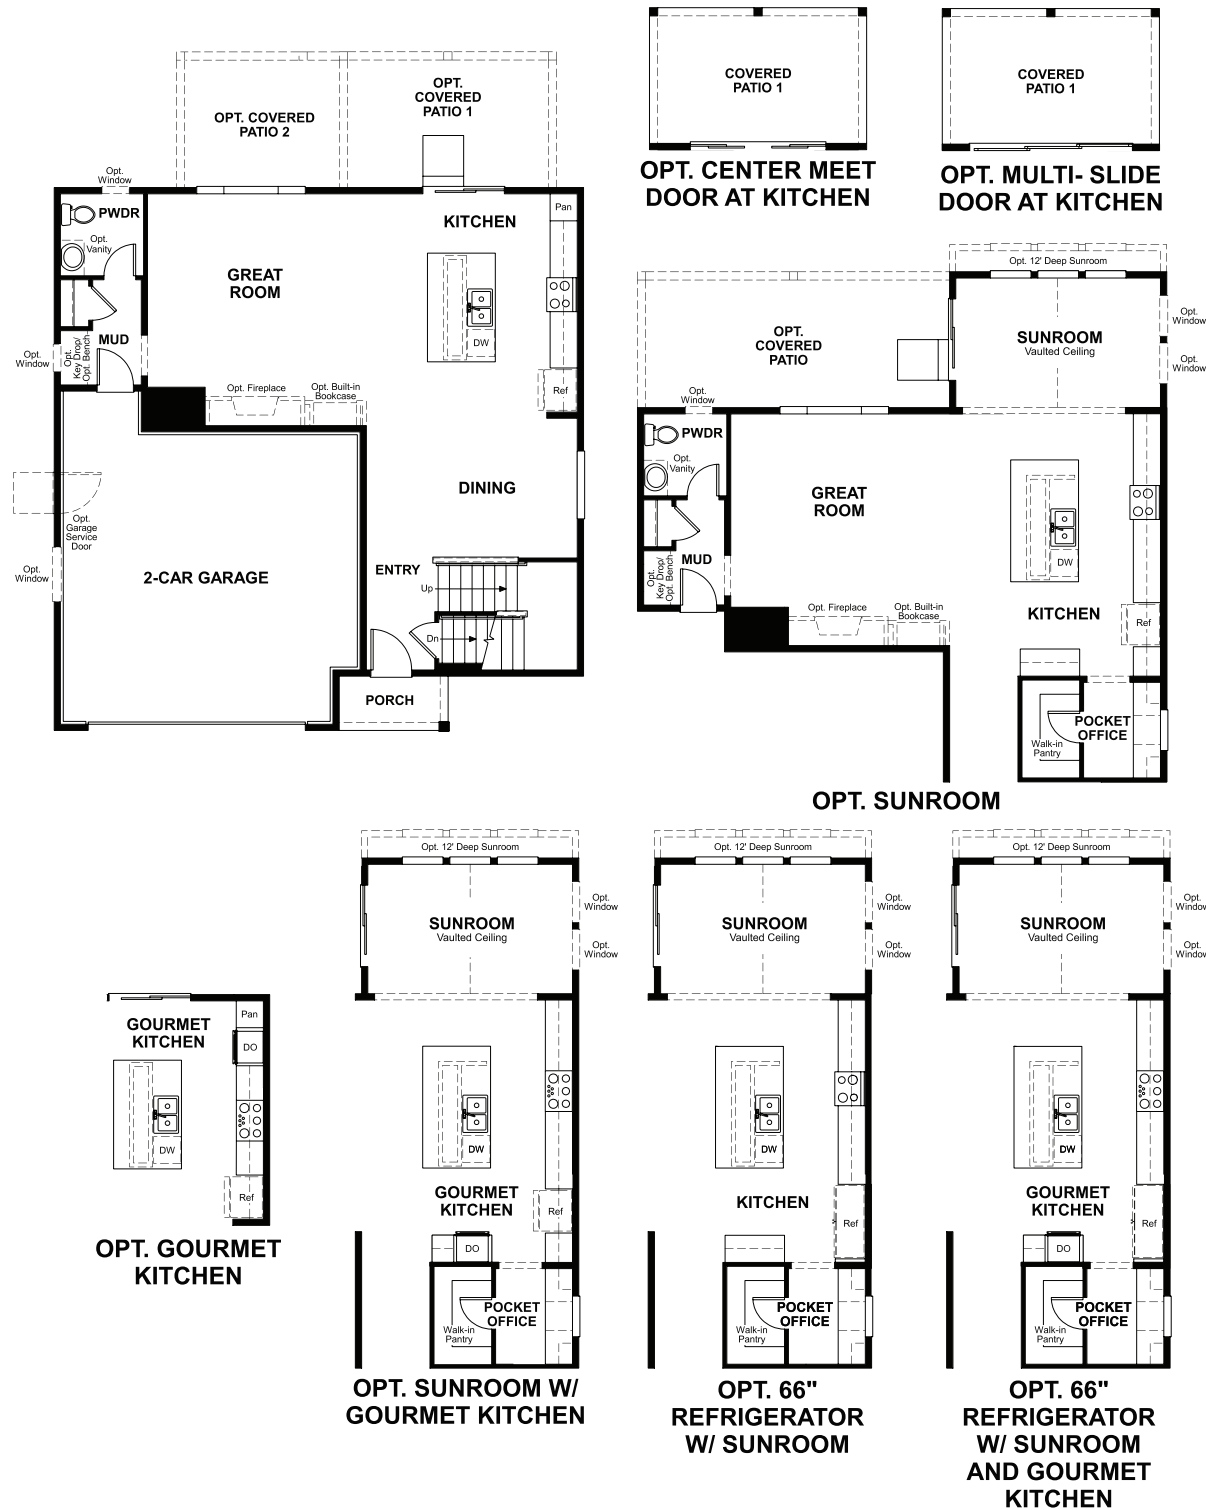 OPT.
COVERED
PATIO 1
OPT. COVERED
PATIO 2
Opt.
Window
PWDR
Opt.
Vanity
KITCHEN
Pan
GREAT
ROOM
MUD
Opt.
Window
Opt.
Key Drop/
Opt. Bench
DW
Opt. Fireplace
Opt. Built-in
Bookcase
Ref
DINING
Opt.
Garage
Service
Door
Opt.
Window
2-CAR GARAGE
ENTRY
Up
Dn
PORCH
COVERED
PATIO 1
OPT. CENTER MEET
DOOR AT KITCHEN
COVERED
PATIO 1
OPT. MULTI- SLIDE
DOOR AT KITCHEN
Opt. 12' Deep Sunroom
OPT.
COVERED
PATIO
SUNROOM
Vaulted Ceiling
Opt.
Window
Opt.
Window
Opt.
Window
PWDR
Opt.
Vanity
GREAT
ROOM
MUD
Opt.
Key Drop/
Opt. Bench
DW
Opt. Fireplace
Opt. Built-in
Bookcase
KITCHEN
Ref
POCKET
OFFICE
Walk-in
Pantry
OPT. SUNROOM
GOURMET
KITCHEN
Pan
DO
DW
Ref
OPT. GOURMET
KITCHEN
Opt. 12' Deep Sunroom
SUNROOM
Vaulted Ceiling
Opt.
Window
Opt.
Window
DW
GOURMET
KITCHEN
Ref
DO
POCKET
OFFICE
Walk-in
Pantry
OPT. SUNROOM W/
GOURMET KITCHEN
Opt. 12' Deep Sunroom
SUNROOM
Vaulted Ceiling
Opt.
Window
Opt.
Window
DW
KITCHEN
Ref
POCKET
OFFICE
Walk-in
Pantry
OPT. 66"
REFRIGERATOR
W/ SUNROOM
Opt. 12' Deep Sunroom
SUNROOM
Vaulted Ceiling
Opt.
Window
Opt.
Window
DW
GOURMET
KITCHEN
Ref
DO
POCKET
OFFICE
Walk-in
Pantry
OPT. 66"
REFRIGERATOR
W/ SUNROOM
AND GOURMET
KITCHEN